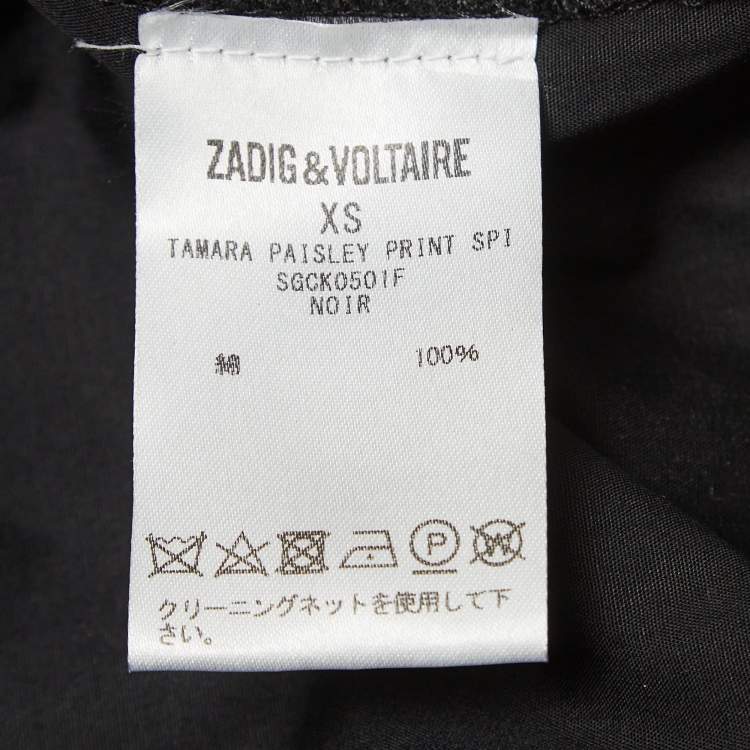 ZADIG&VOLTAIRE
XS
TAMARA PAISLEY PRINT SPI
SGCK0501F
NOIR
綿 100%
P
W
クリーニングネットを使用して下
さい。